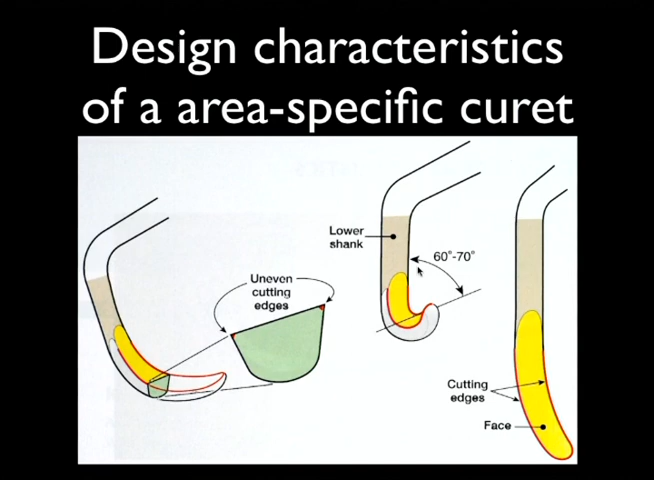 Design characteristics
of a area-specific curet
Lower
shank
60°-70°
Uneven
cutting
edges
Cutting
edges
Face